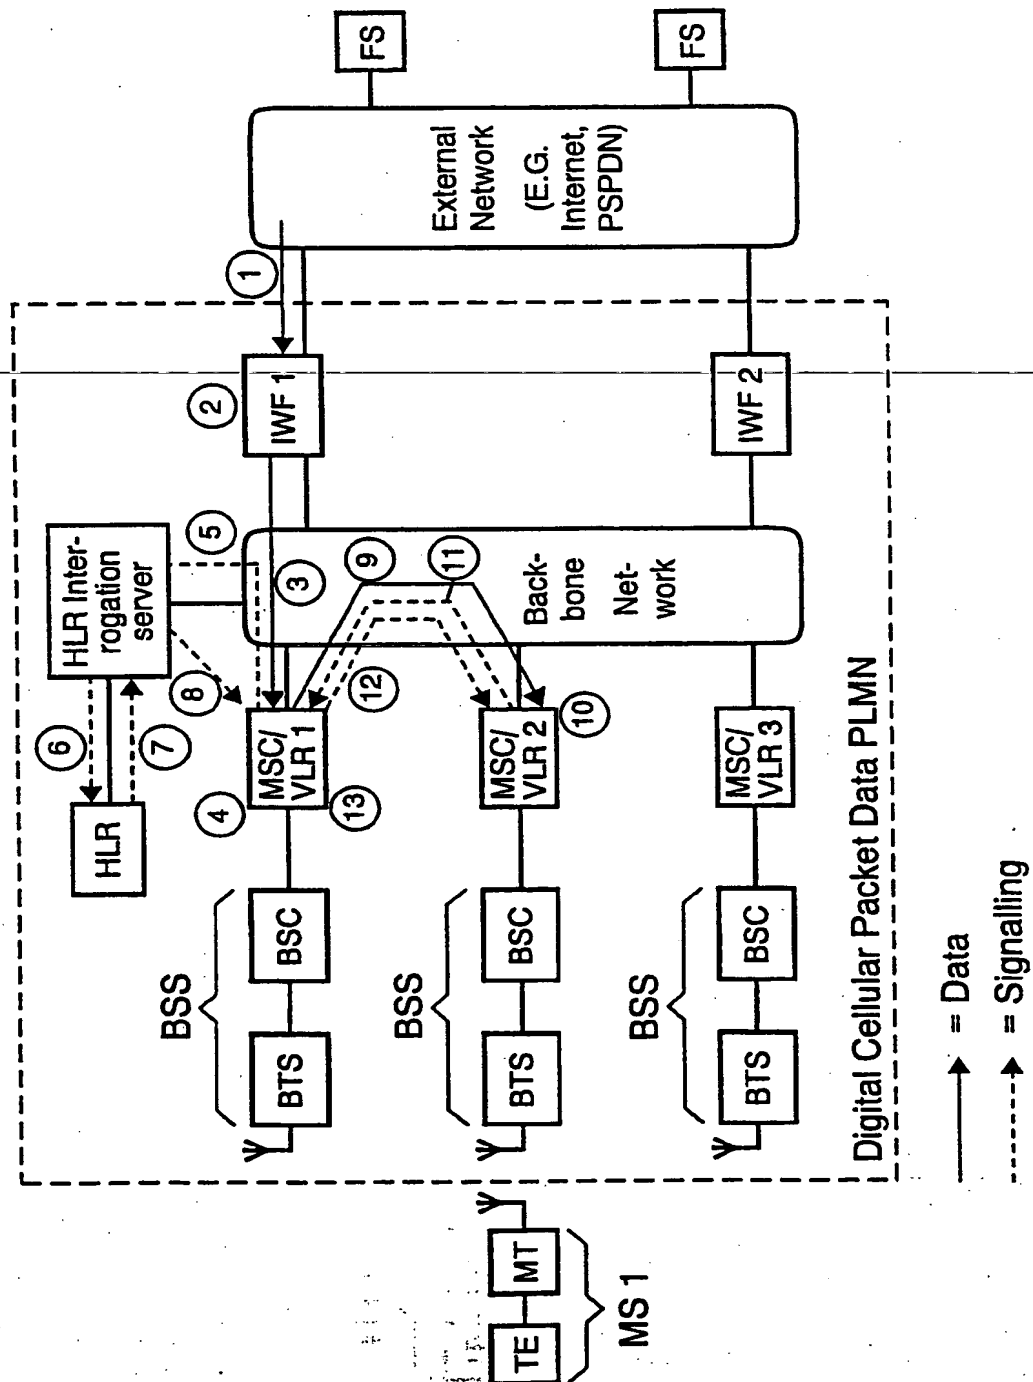 FS
FS
External
Network
(E.G.
Internet,
PSPDN)
1
2
IWF 1
IWF 2
HLR Inter-
rogation
server
5
3
9
11
Back-
bone
Net-
work
6
7
8
12
10
HLR
4
MSC/
VLR 1
13
MSC/
VLR 2
MSC/
VLR 3
BSS
BSC
BTS
BSS
BSC
BTS
BSS
BSC
BTS
Digital Cellular Packet Data PLMN
TE
MT
MS 1
= Data
= Signalling